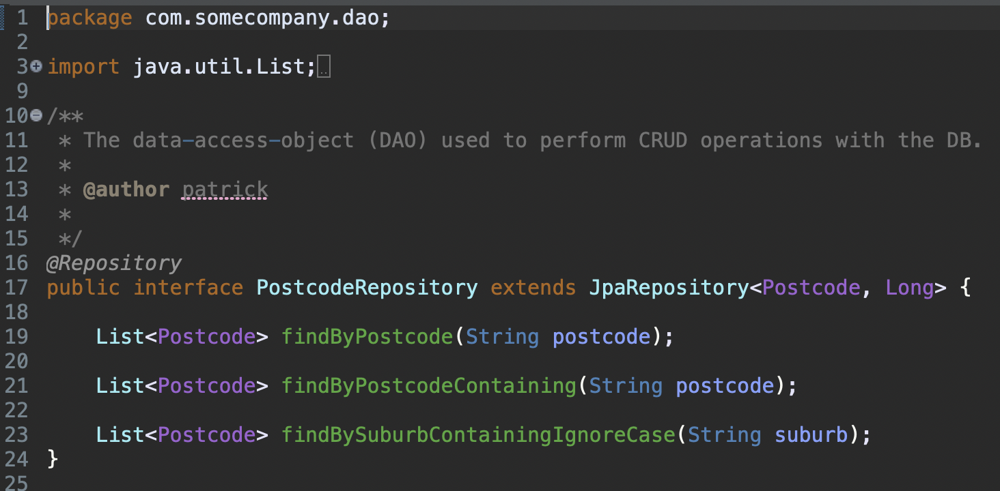 1 package com.somecompany.dao;
2
3 import java.util.List;
9
10 /**
11 * The data-access-object (DAO) used to perform CRUD operations with the DB.
12 *
13 * @author patrick
14 *
15 */
16 @Repository
17 public interface PostcodeRepository extends JpaRepository<Postcode, Long> {
18
19 List<Postcode> findByPostcode(String postcode);
20
21 List<Postcode> findByPostcodeContaining(String postcode);
22
23 List<Postcode> findBySuburbContainingIgnoreCase(String suburb);
24 }
25